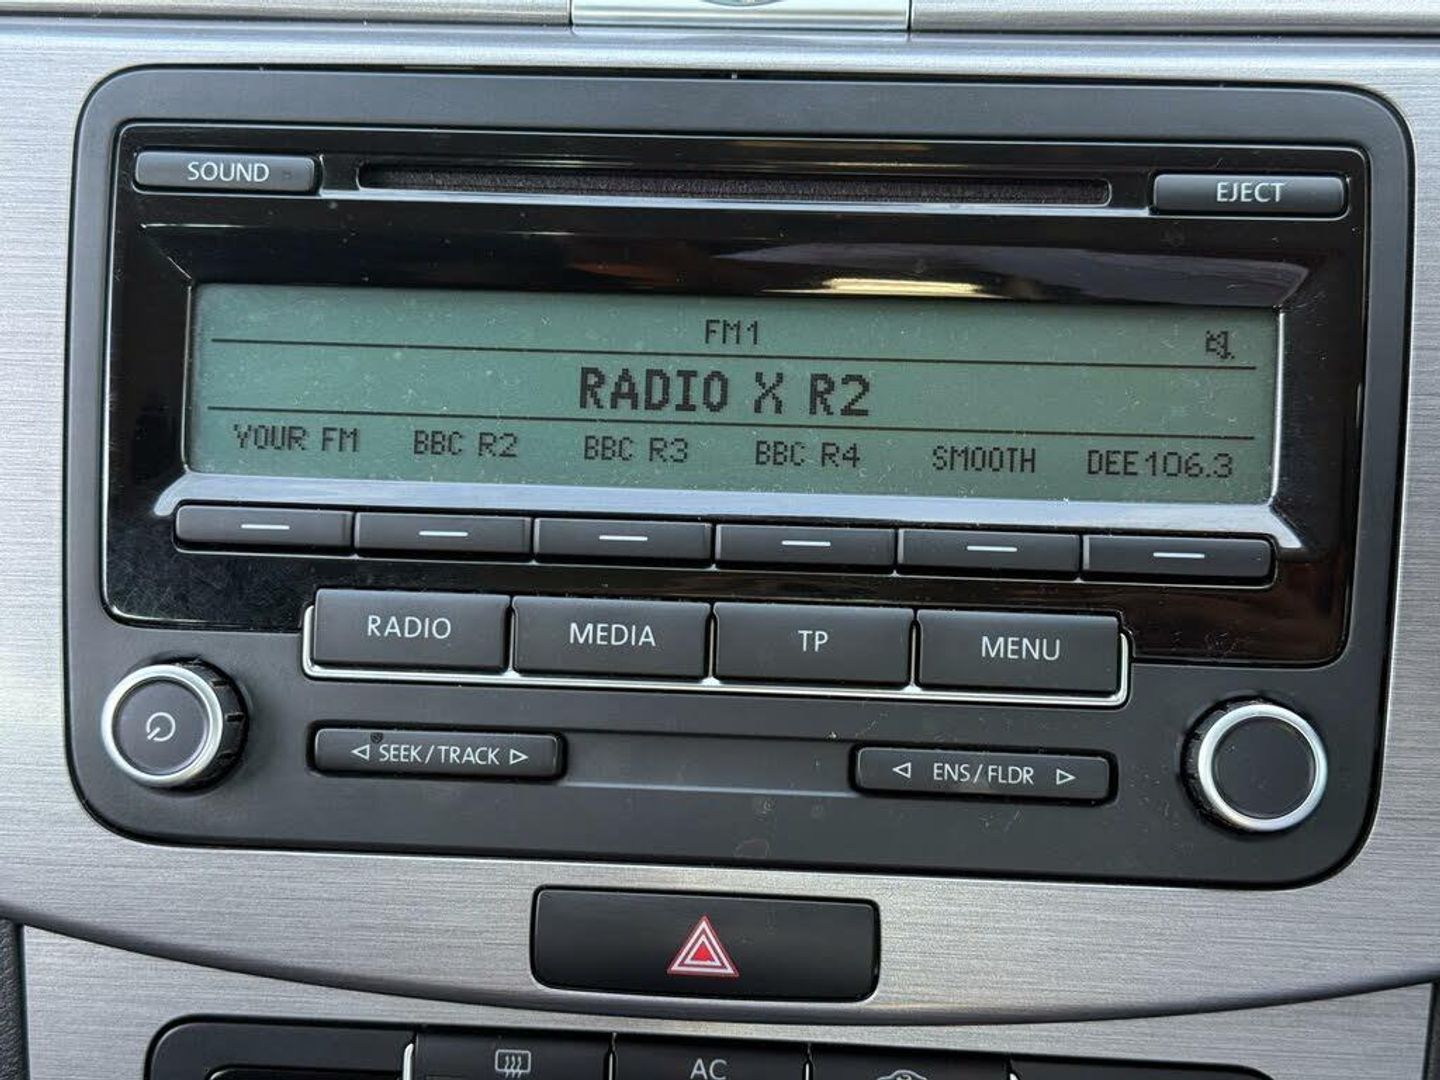 SOUND
EJECT
FM1
RADIO X R2
YOUR FM BBC R2 BBC R3 BBC R4 SMOOTH DEE106.3
RADIO MEDIA TP MENU
SEEK/TRACK
ENS/FLDR
AC